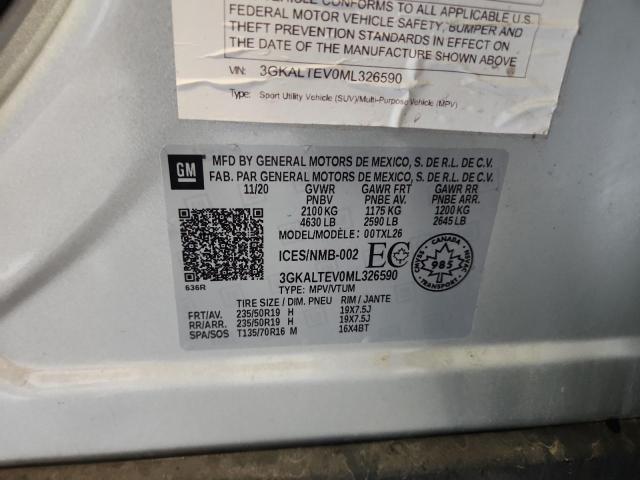 VEHICLE CONFORMS TO ALL APPLICABLE U.S.
FEDERAL MOTOR VEHICLE SAFETY, BUMPER AND
THEFT PREVENTION STANDARDS IN EFFECT ON
THE DATE OF THE MANUFACTURE SHOWN ABOVE.
VIN: 3GKALTEV0ML326590
Type: Sport Utility Vehicle (SUV)/Multi-Purpose Vehicle (MPV)
GM
MFD BY GENERAL MOTORS DE MEXICO, S. DE R.L. DE C.V.
FAB. PAR GENERAL MOTORS DE MEXICO, S. DE R.L. DE C.V.
11/20 GVWR GAWR FRT GAWR RR
PNBV PNBE AV. PNBE ARR.
2100 KG 1175 KG 1200 KG
4630 LB 2590 LB 2645 LB
MODEL/MODÈLE: 00TXL26
ICES/NMB-002 EC
CANADA
985
636R
3GKALTEV0ML326590
TYPE: MPV/VTUM
TIRE SIZE / DIM. PNEU RIM / JANTE
FRT/AV. 235/50R19 H 19X7.5J
RR/ARR. 235/50R19 H 19X7.5J
SPA/SOS T135/70R16 M 16X4BT